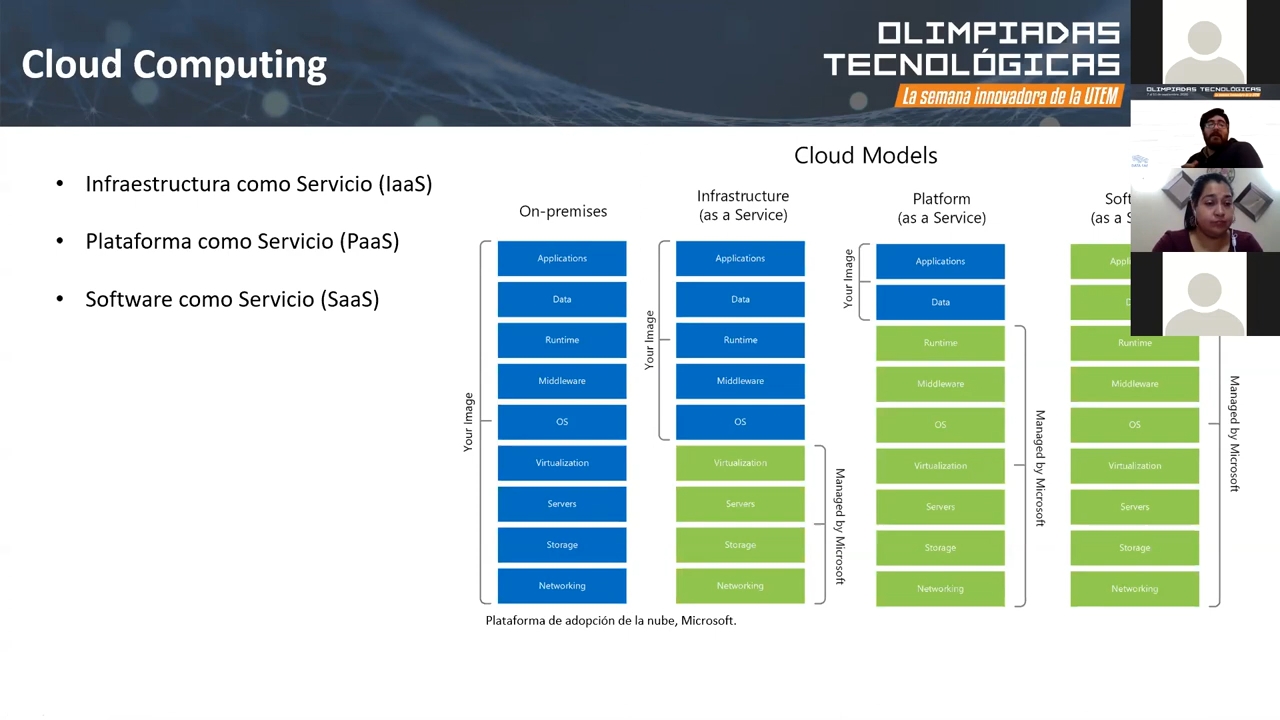 Cloud Computing
OLIMPIADAS
TECNOLÓGICAS
La semana innovadora de la UTEM
OLIMPIADAS TECNOLÓGICAS
• Infraestructura como Servicio (IaaS)
• Plataforma como Servicio (PaaS)
• Software como Servicio (SaaS)
Cloud Models
On-premises
Your Image
Applications
Data
Runtime
Middleware
OS
Virtualization
Servers
Storage
Networking
Infrastructure
(as a Service)
Your Image
Applications
Data
Runtime
Middleware
OS
Virtualization
Servers
Storage
Networking
Managed by Microsoft
Platform
(as a Service)
Your Image
Applications
Data
Runtime
Middleware
OS
Virtualization
Servers
Storage
Networking
Managed by Microsoft
Runtime
Middleware
OS
Virtualization
Servers
Storage
Networking
Managed by Microsoft
Plataforma de adopción de la nube, Microsoft.